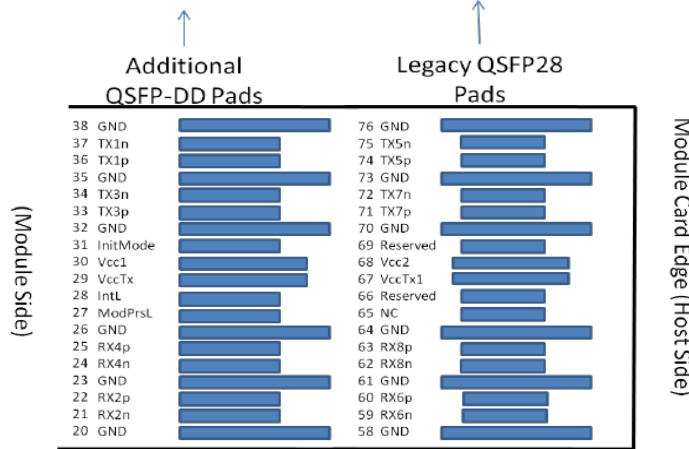 Additional
QSFP-DD Pads
Legacy QSFP28
Pads
(Module Side)
38 GND
37 TX1n
36 TX1p
35 GND
34 TX3n
33 TX3p
32 GND
31 InitMode
30 Vcc1
29 VccTx
28 IntL
27 ModPrsL
26 GND
25 RX4p
24 RX4n
23 GND
22 RX2p
21 RX2n
20 GND
76 GND
75 TX5n
74 TX5p
73 GND
72 TX7n
71 TX7p
70 GND
69 Reserved
68 Vcc2
67 VccTx1
66 Reserved
65 NC
64 GND
63 RX8p
62 RX8n
61 GND
60 RX6p
59 RX6n
58 GND
Module Card Edge (Host Side)